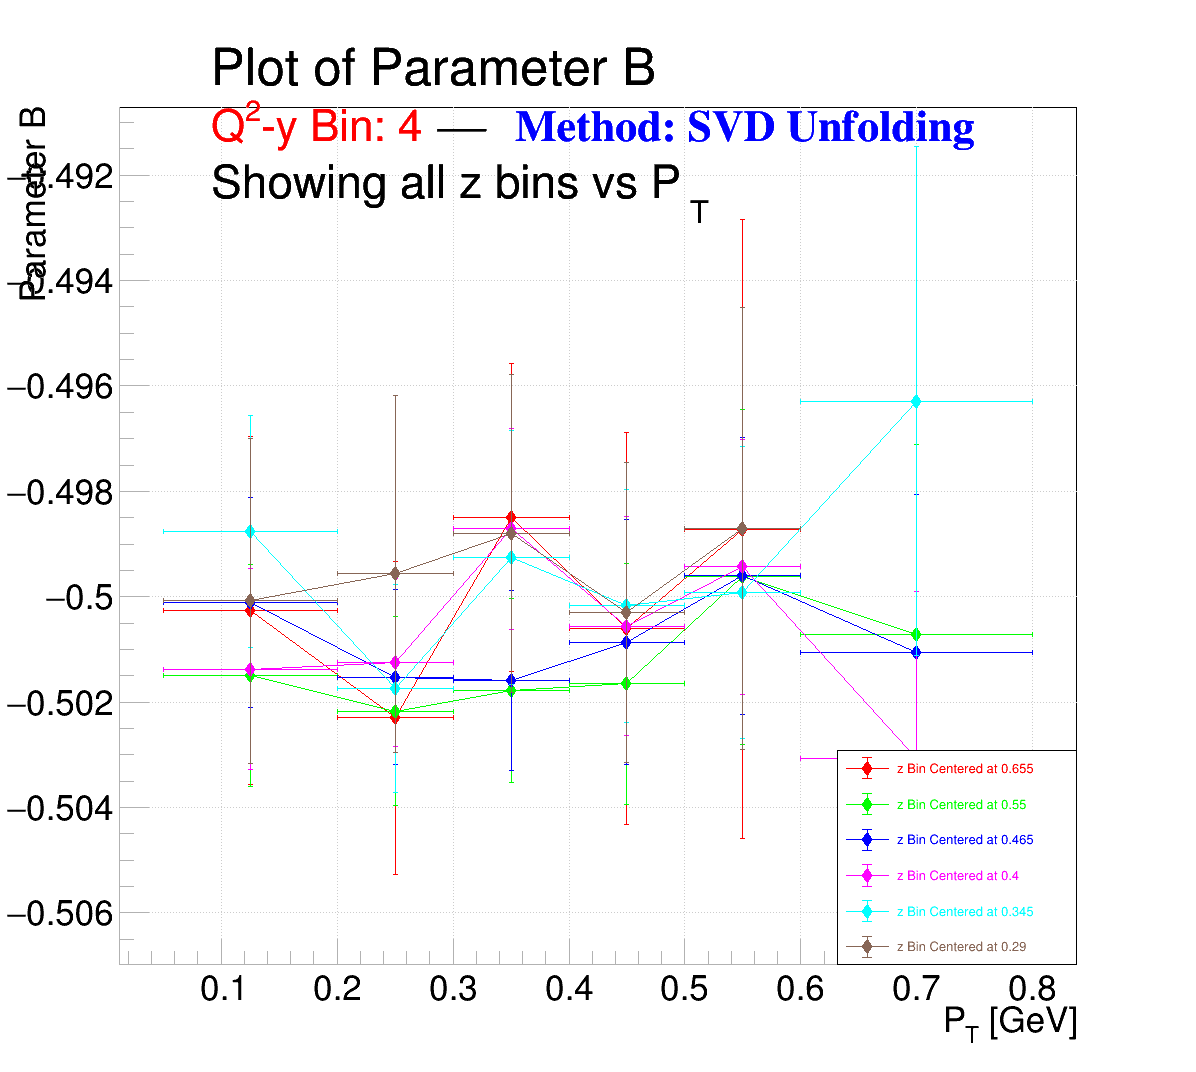 Plot of Parameter B
Q²-y Bin: 4 — Method: SVD Unfolding
Showing all z bins vs P_T
Parameter B
−0.492
−0.494
−0.496
−0.498
−0.5
−0.502
−0.504
−0.506
z Bin Centered at 0.655
z Bin Centered at 0.55
z Bin Centered at 0.465
z Bin Centered at 0.4
z Bin Centered at 0.345
z Bin Centered at 0.29
0.1 0.2 0.3 0.4 0.5 0.6 0.7 0.8
P_T [GeV]